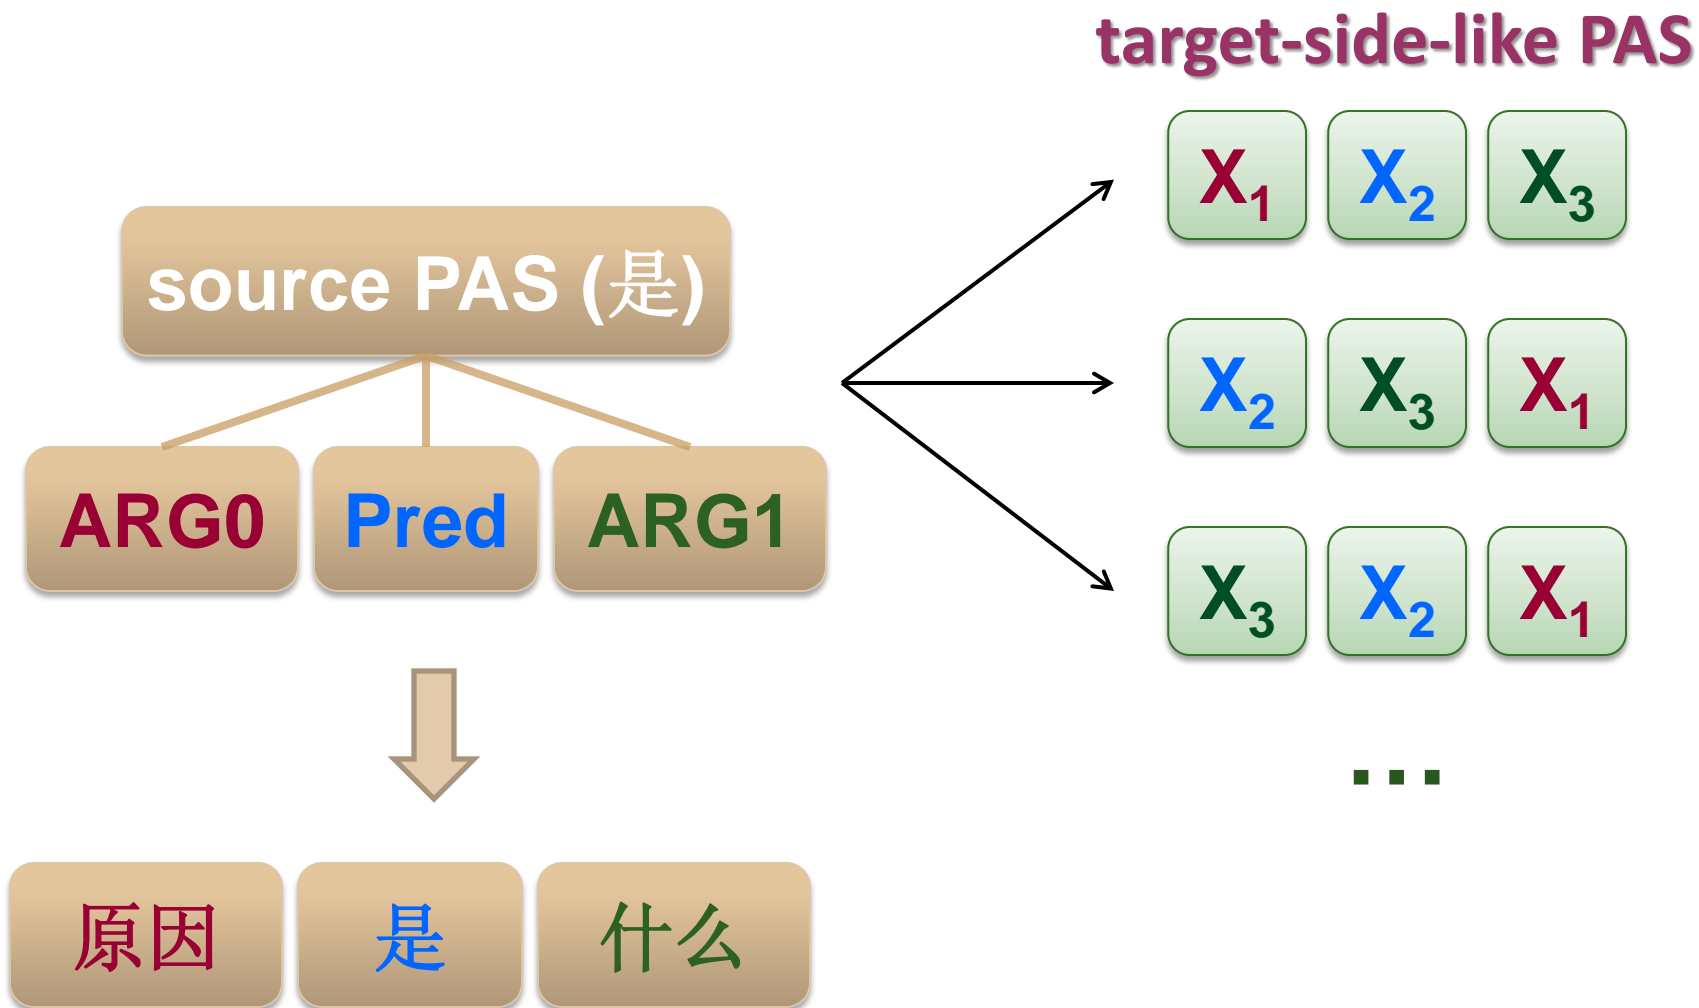 target-side-like PAS
X1 X2 X3
source PAS (是)
X2 X3 X1
ARG0 Pred ARG1
X3 X2 X1
...
原因 是 什么